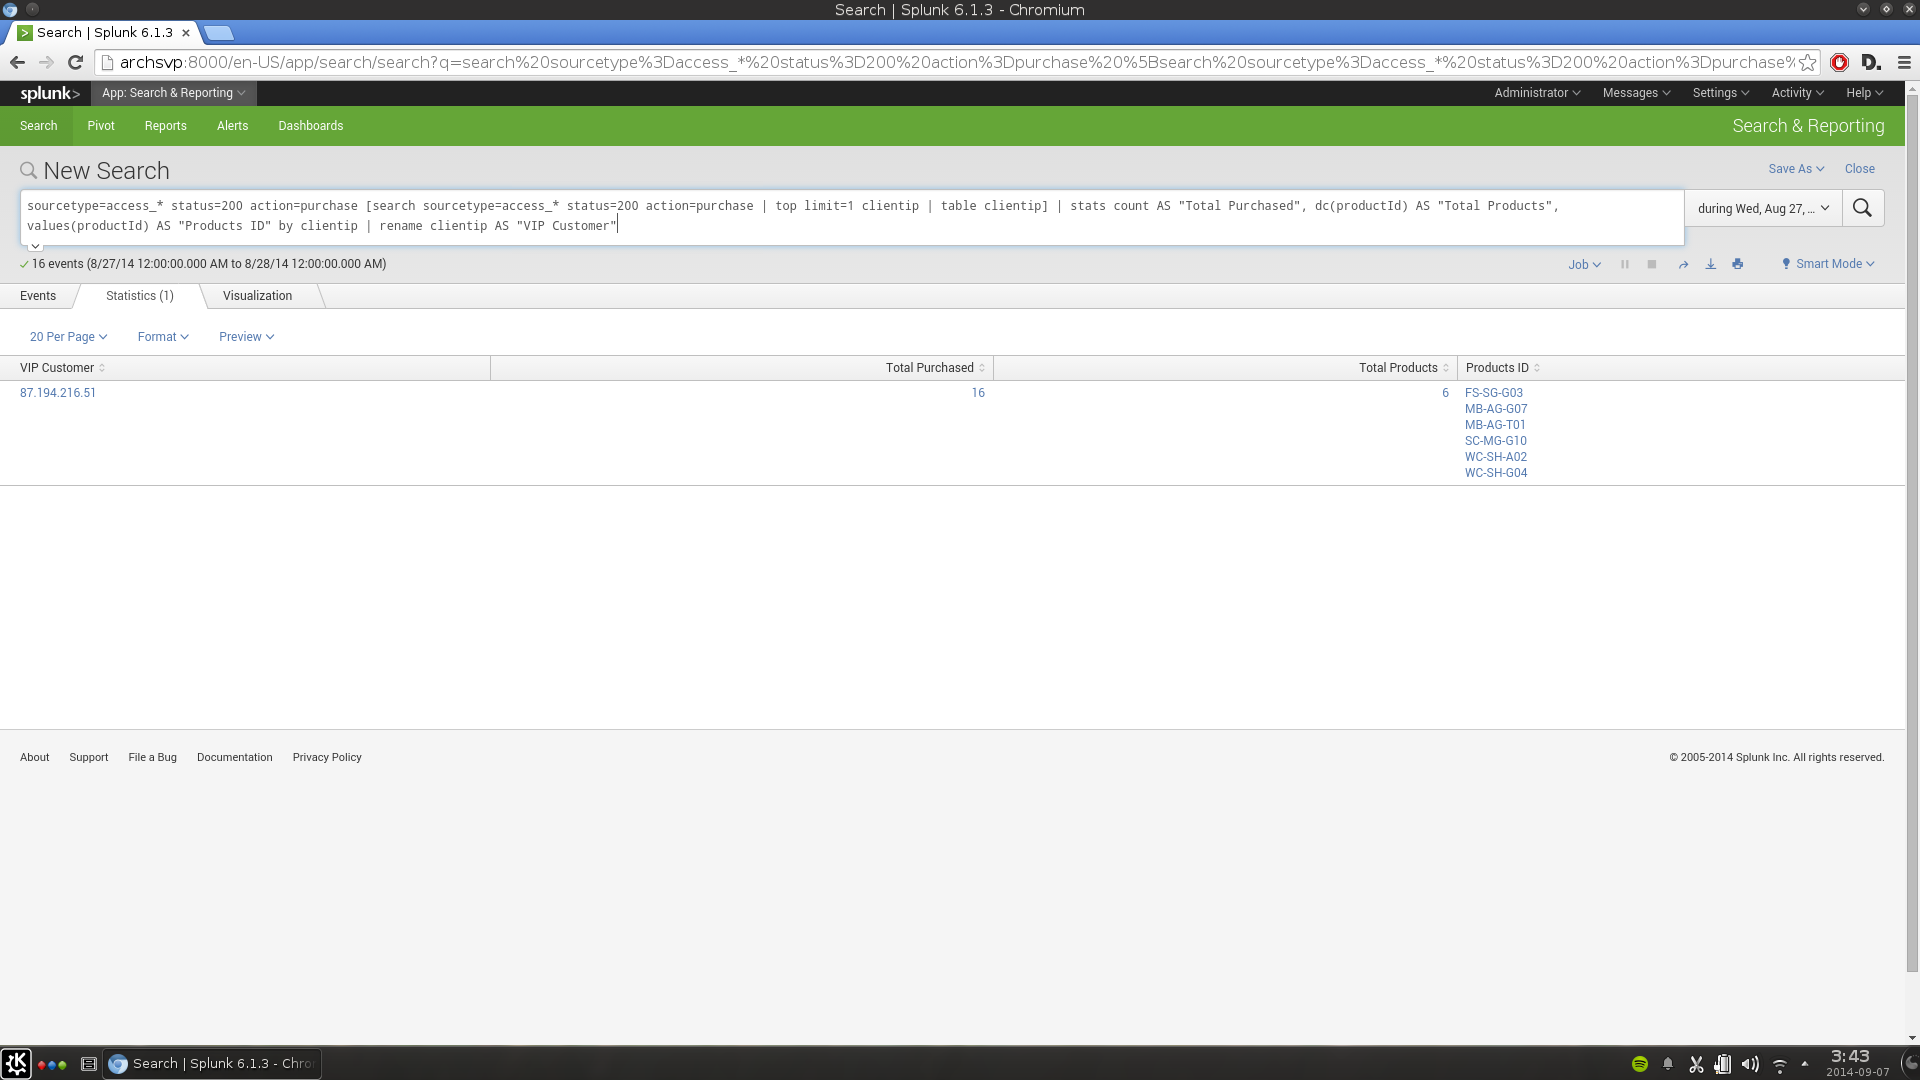 Search | Splunk 6.1.3 - Chromium
Search | Splunk 6.1.3
archsvp:8000/en-US/app/search/search?q=search%20sourcetype%3Daccess_*%20status%3D200%20action%3Dpurchase%20%5Bsearch%20sourcetype%3Daccess_*%20status%3D200%20action%3Dpurchase%
splunk> App: Search & Reporting Administrator Messages Settings Activity Help
Search Pivot Reports Alerts Dashboards Search & Reporting
New Search Save As Close
sourcetype=access_* status=200 action=purchase [search sourcetype=access_* status=200 action=purchase | top limit=1 clientip | table clientip] | stats count AS "Total Purchased", dc(productId) AS "Total Products",
values(productId) AS "Products ID" by clientip | rename clientip AS "VIP Customer"
during Wed, Aug 27, ...
16 events (8/27/14 12:00:00.000 AM to 8/28/14 12:00:00.000 AM) Job Smart Mode
Events Statistics (1) Visualization
20 Per Page Format Preview
VIP Customer Total Purchased Total Products Products ID
87.194.216.51 16 6 FS-SG-G03
MB-AG-G07
MB-AG-T01
SC-MG-G10
WC-SH-A02
WC-SH-G04
About Support File a Bug Documentation Privacy Policy © 2005-2014 Splunk Inc. All rights reserved.
Search | Splunk 6.1.3 - Chro
3:43
2014-09-07